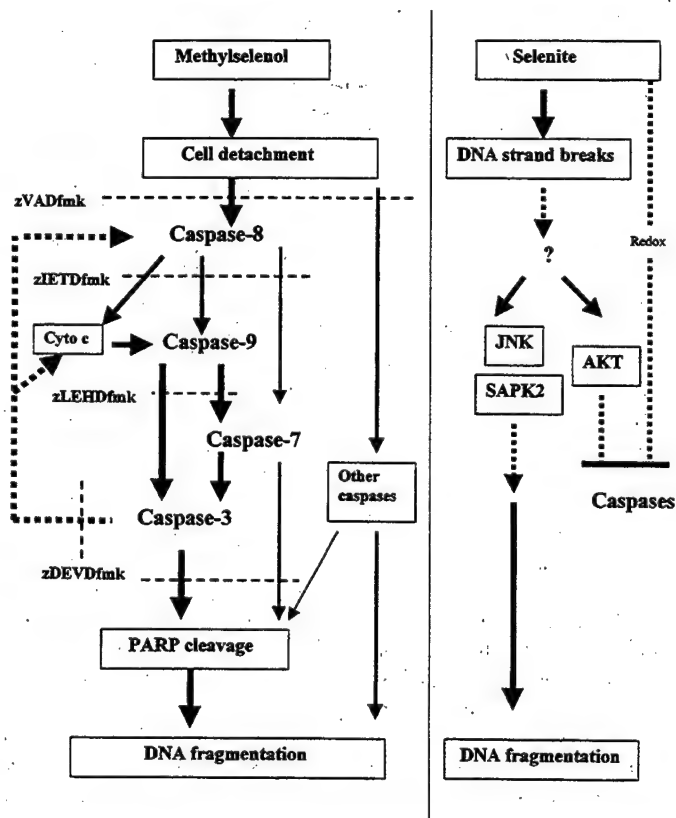 Methylselenol
Cell detachment
zVADfmk
Caspase-8
zIETDfmk
Cyto c
Caspase-9
zLEHDfmk
Caspase-7
Other
caspases
Caspase-3
zDEVDfmk
PARP cleavage
DNA fragmentation
Selenite
DNA strand breaks
Redox
?
JNK
SAPK2
AKT
Caspases
DNA fragmentation